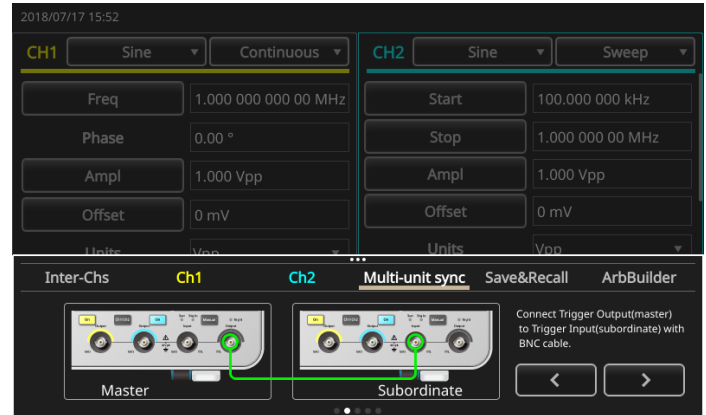 2018/07/17 15:52
CH1 Sine Continuous CH2 Sine Sweep
Freq 1.000 000 000 00 MHz Start 100.000 000 kHz
Phase 0.00 ° Stop 1.000 000 00 MHz
Ampl 1.000 Vpp Ampl 1.000 Vpp
Offset 0 mV Offset 0 mV
Units Vpp Units Vpp
Inter-Chs Ch1 Ch2 Multi-unit sync Save&Recall ArbBuilder
Connect Trigger Output(master)
to Trigger Input(subordinate) with
BNC cable.
Master Subordinate